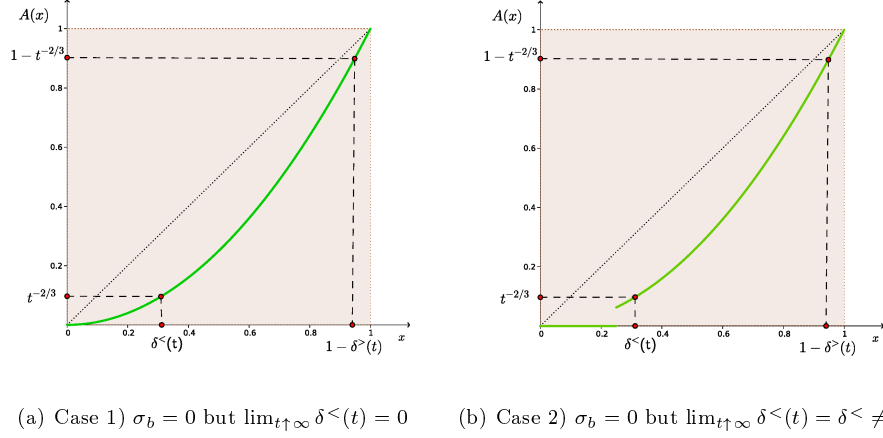 A(x)
1
1 − t^{−2/3}
0.8
0.6
0.4
0.2
t^{−2/3}
0
0.2
0.4
0.6
0.8
1
x
δ^<(t)
1 − δ^>(t)
A(x)
1
1 − t^{−2/3}
0.8
0.6
0.4
0.2
t^{−2/3}
0
0.2
0.4
0.6
0.8
1
x
δ^<(t)
1 − δ^>(t)
(a) Case 1) σ_b = 0 but lim_{t↑∞} δ^<(t) = 0
(b) Case 2) σ_b = 0 but lim_{t↑∞} δ^<(t) = δ^< ≠